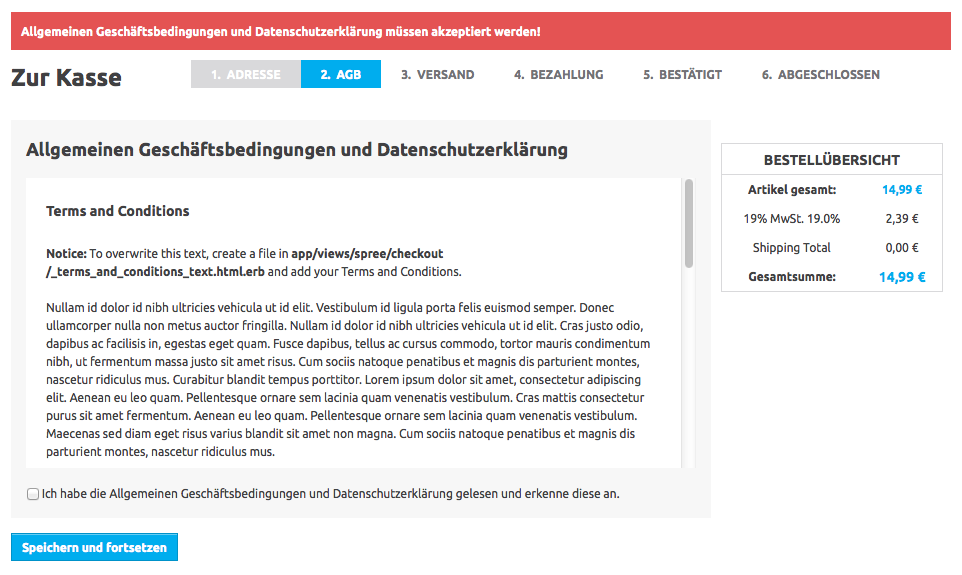 Allgemeinen Geschäftsbedingungen und Datenschutzerklärung müssen akzeptiert werden!
Zur Kasse
1. ADRESSE
2. AGB
3. VERSAND
4. BEZAHLUNG
5. BESTÄTIGT
6. ABGESCHLOSSEN
Allgemeinen Geschäftsbedingungen und Datenschutzerklärung
Terms and Conditions
Notice: To overwrite this text, create a file in app/views/spree/checkout
/_terms_and_conditions_text.html.erb and add your Terms and Conditions.
Nullam id dolor id nibh ultricies vehicula ut id elit. Vestibulum id ligula porta felis euismod semper. Donec
ullamcorper nulla non metus auctor fringilla. Nullam id dolor id nibh ultricies vehicula ut id elit. Cras justo odio,
dapibus ac facilisis in, egestas eget quam. Fusce dapibus, tellus ac cursus commodo, tortor mauris condimentum
nibh, ut fermentum massa justo sit amet risus. Cum sociis natoque penatibus et magnis dis parturient montes,
nascetur ridiculus mus. Curabitur blandit tempus porttitor. Lorem ipsum dolor sit amet, consectetur adipiscing
elit. Aenean eu leo quam. Pellentesque ornare sem lacinia quam venenatis vestibulum. Cras mattis consectetur
purus sit amet fermentum. Aenean eu leo quam. Pellentesque ornare sem lacinia quam venenatis vestibulum.
Maecenas sed diam eget risus varius blandit sit amet non magna. Cum sociis natoque penatibus et magnis dis
parturient montes, nascetur ridiculus mus.
Ich habe die Allgemeinen Geschäftsbedingungen und Datenschutzerklärung gelesen und erkenne diese an.
Speichern und fortsetzen
BESTELLÜBERSICHT
Artikel gesamt: 14,99 €
19% MwSt. 19.0% 2,39 €
Shipping Total 0,00 €
Gesamtsumme: 14,99 €